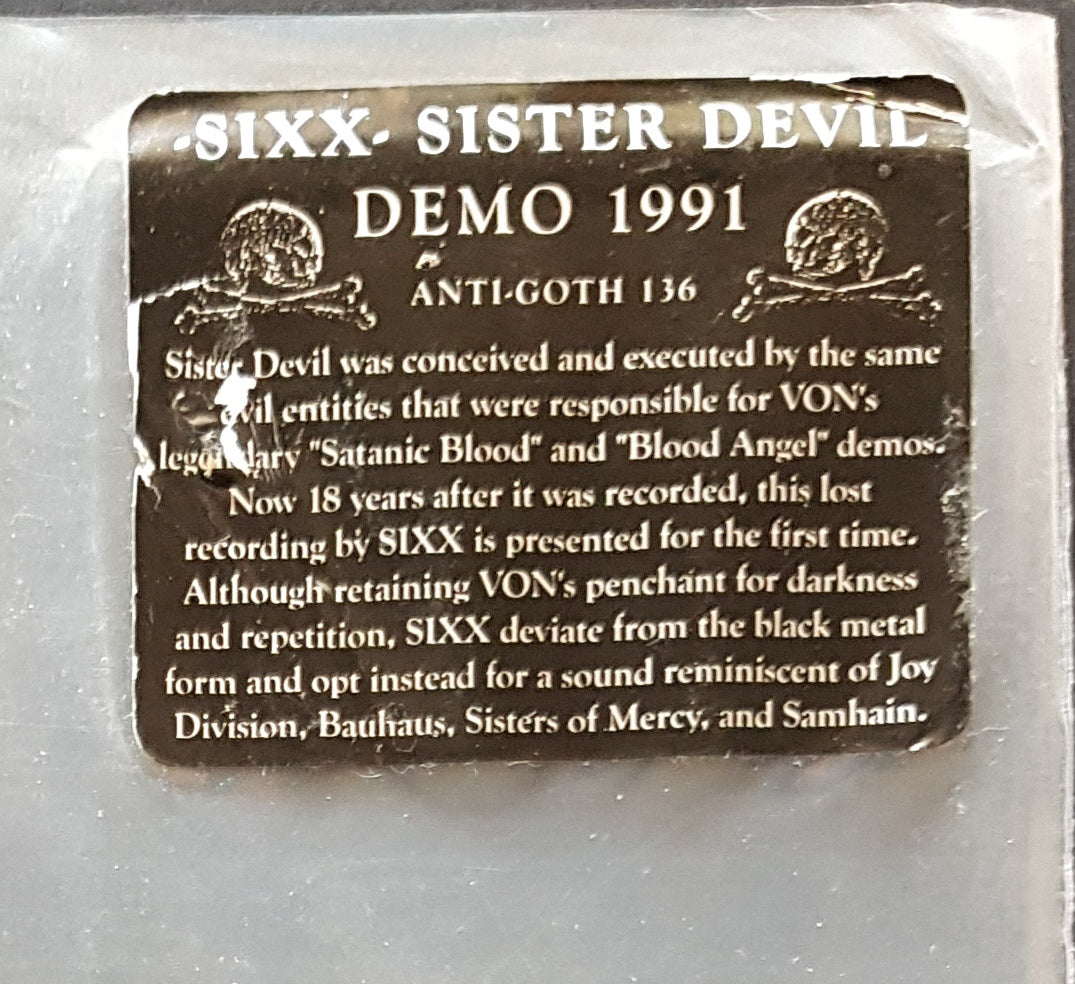 -SIXX- SISTER DEVIL
DEMO 1991
ANTI-GOTH 136
Sister Devil was conceived and executed by the same
evil entities that were responsible for VON's
legendary "Satanic Blood" and "Blood Angel" demos.
Now 18 years after it was recorded, this lost
recording by SIXX is presented for the first time.
Although retaining VON's penchant for darkness
and repetition, SIXX deviate from the black metal
form and opt instead for a sound reminiscent of Joy
Division, Bauhaus, Sisters of Mercy, and Samhain.